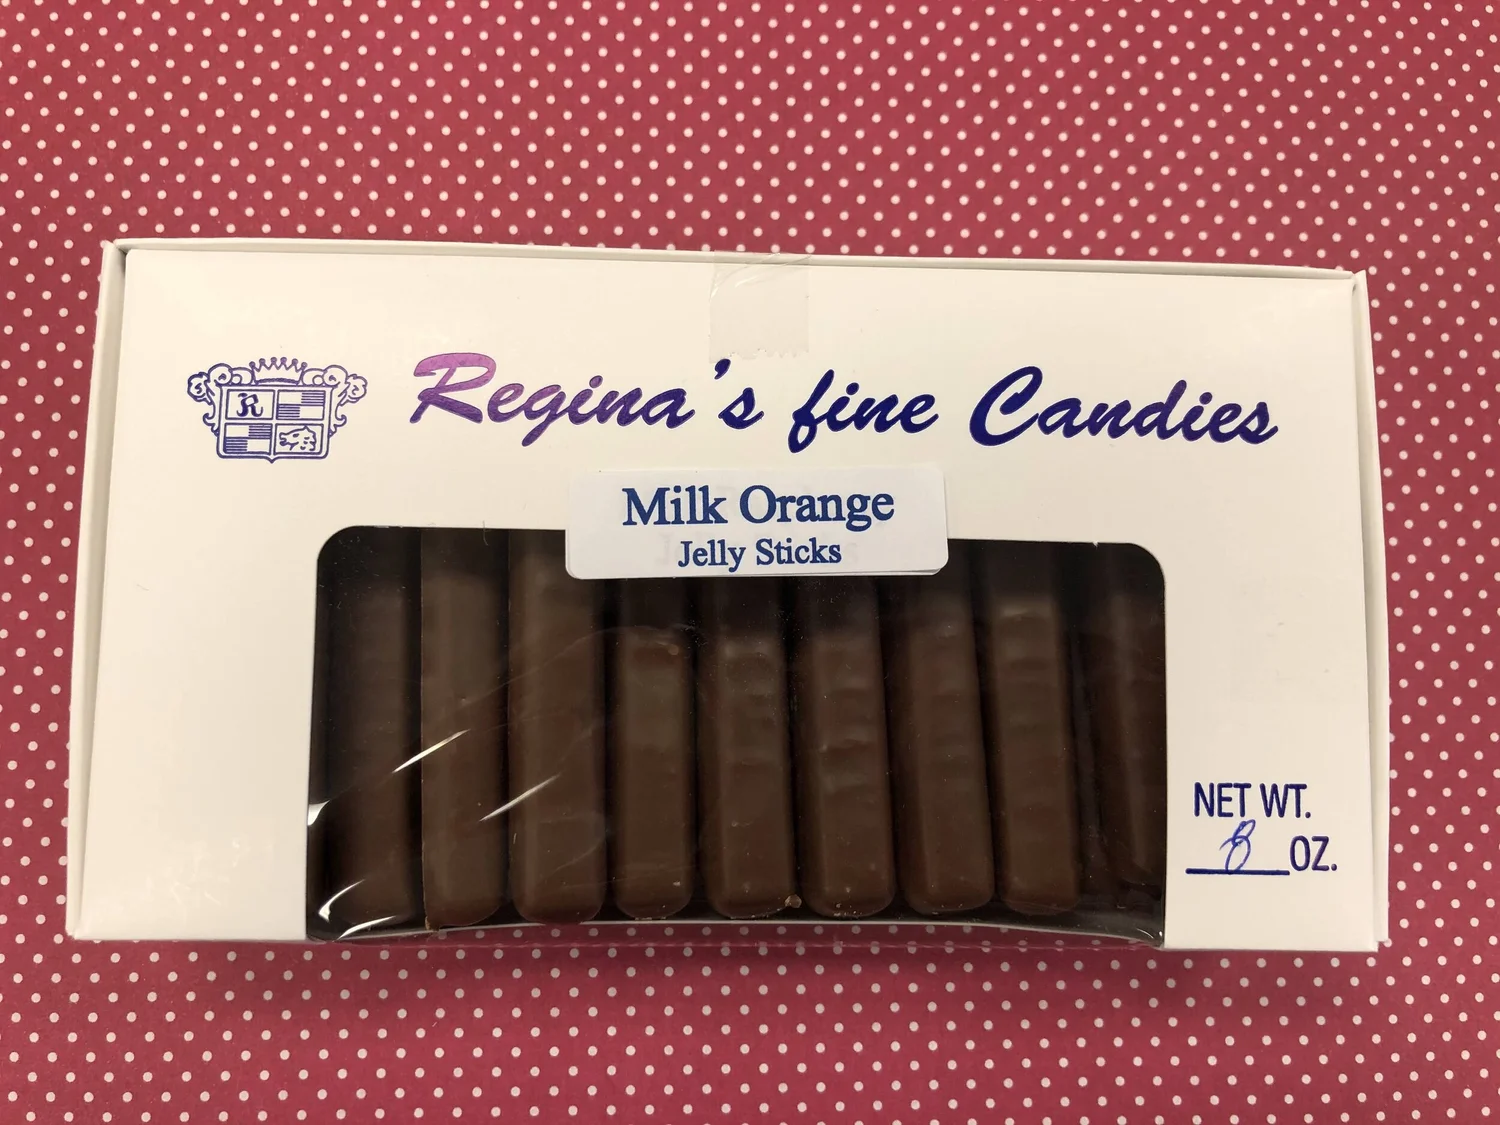 R
Regina's fine Candies
Milk Orange
Jelly Sticks
NET WT.
8 OZ.